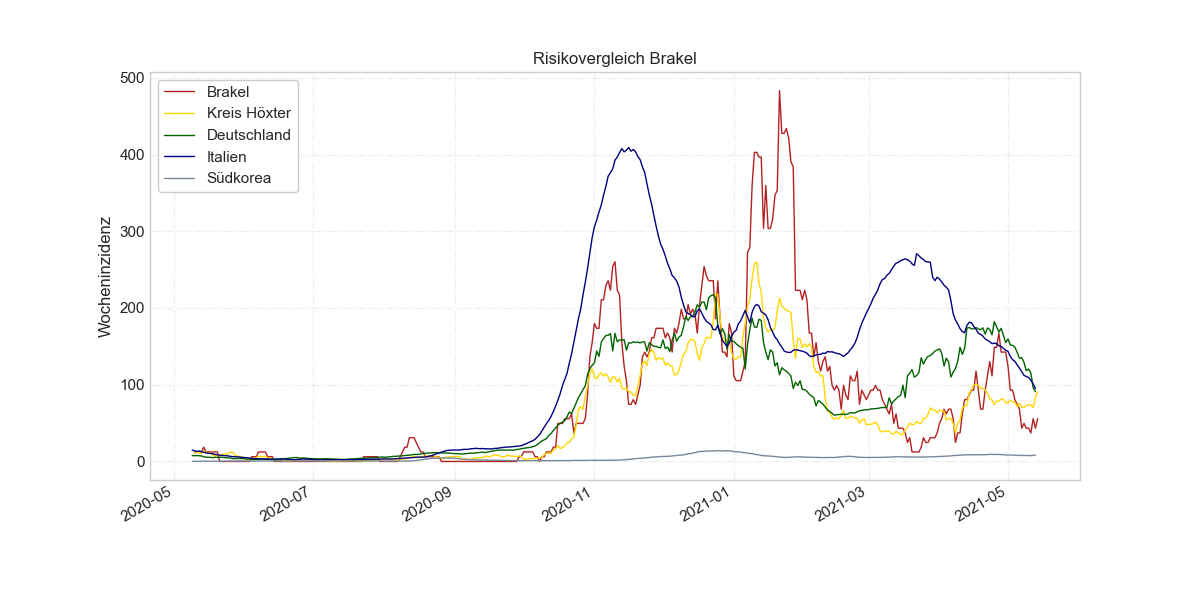 Risikovergleich Brakel
Wocheninzidenz
500
400
300
200
100
0
Brakel
Kreis Höxter
Deutschland
Italien
Südkorea
2020-05
2020-07
2020-09
2020-11
2021-01
2021-03
2021-05